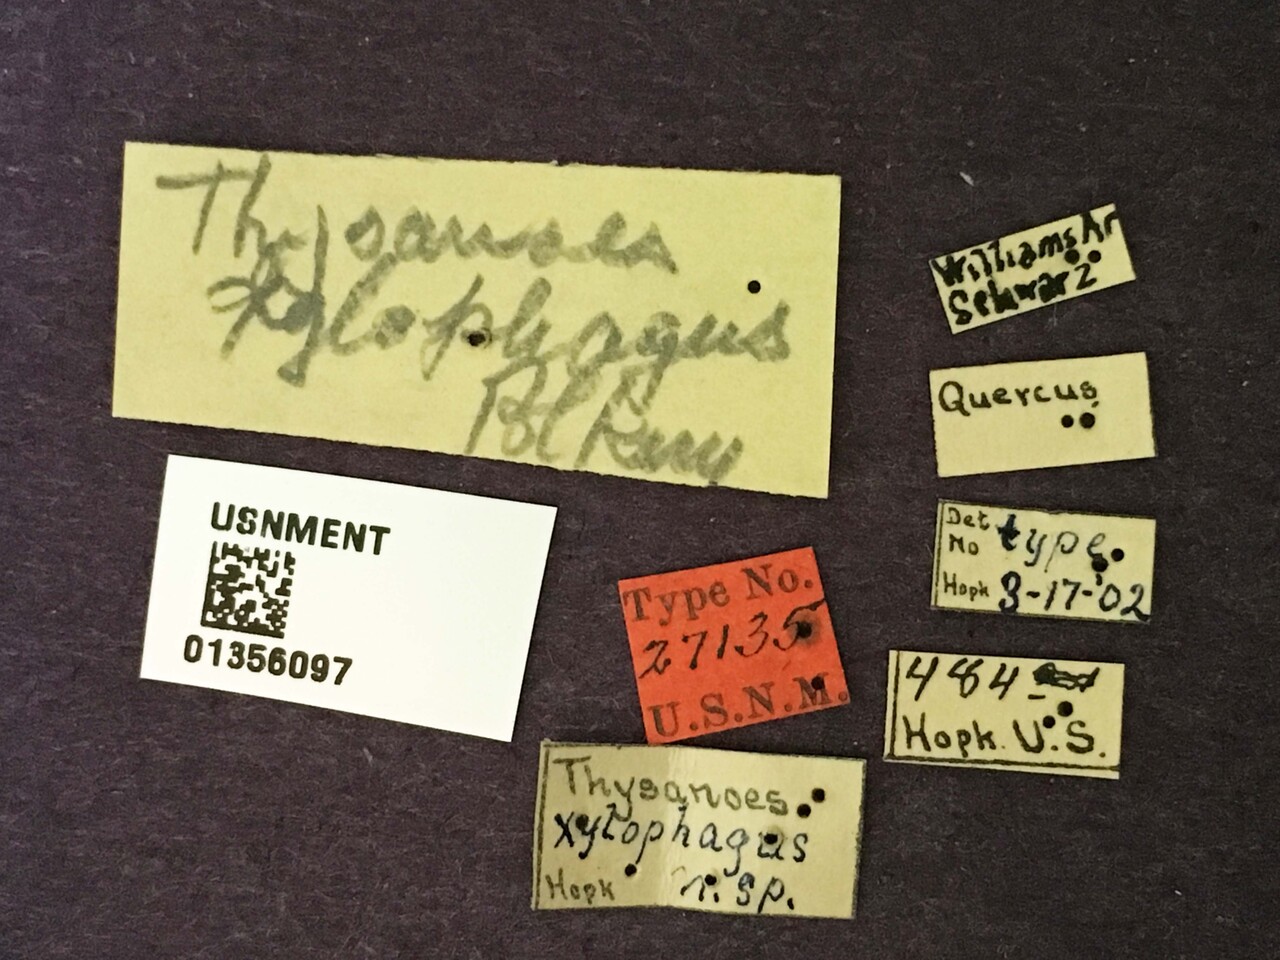 Thysanoes
xylophagus
Blkmn
Williams Ar
Schwarz
Quercus
Det. type.
No
Hopk 3-17-02
USNMENT
01356097
Type No.
27135
U.S.N.M.
484
Hopk. U.S.
Thysanoes
xylophagus
Hopk n.sp.